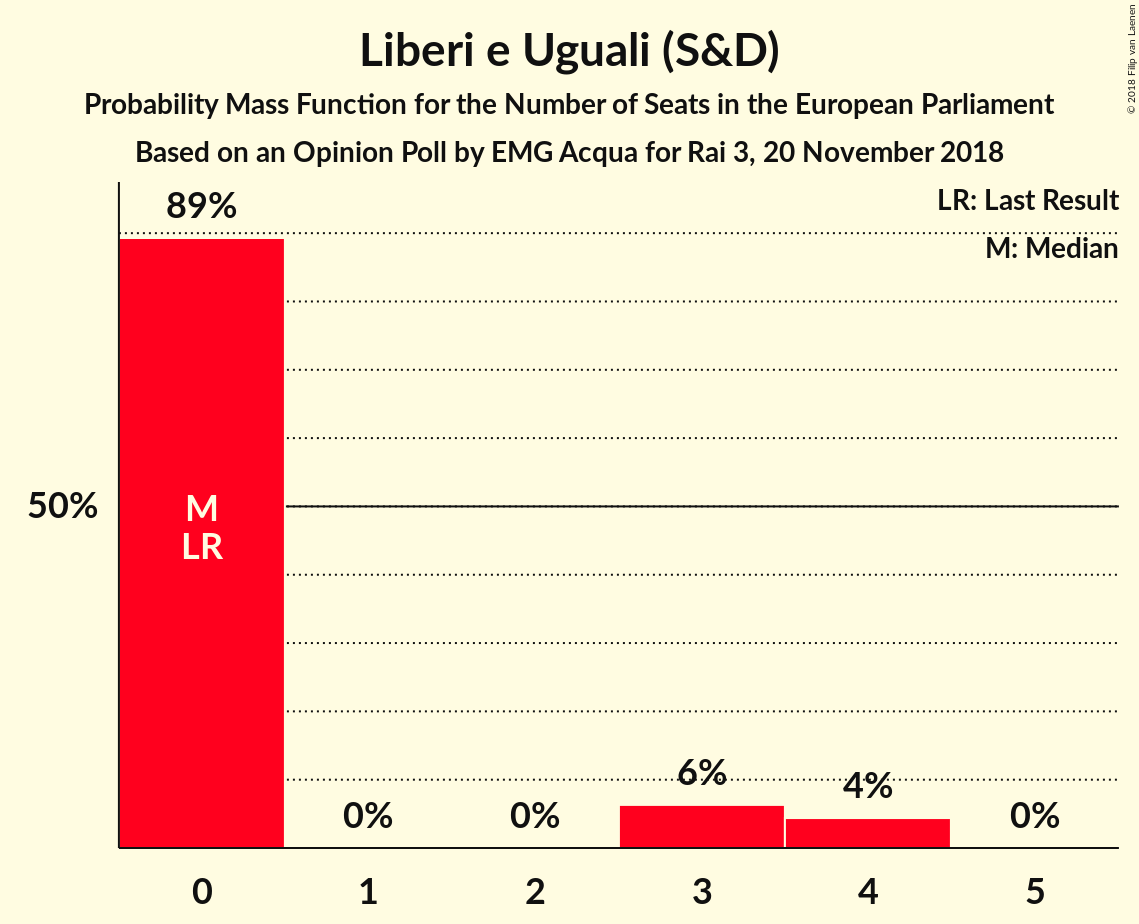 Liberi e Uguali (S&D)
Probability Mass Function for the Number of Seats in the European Parliament
Based on an Opinion Poll by EMG Acqua for Rai 3, 20 November 2018
© 2018 Filip van Laenen
LR: Last Result
M: Median
89%
50%
M
LR
0%
0%
6%
4%
0%
0
1
2
3
4
5